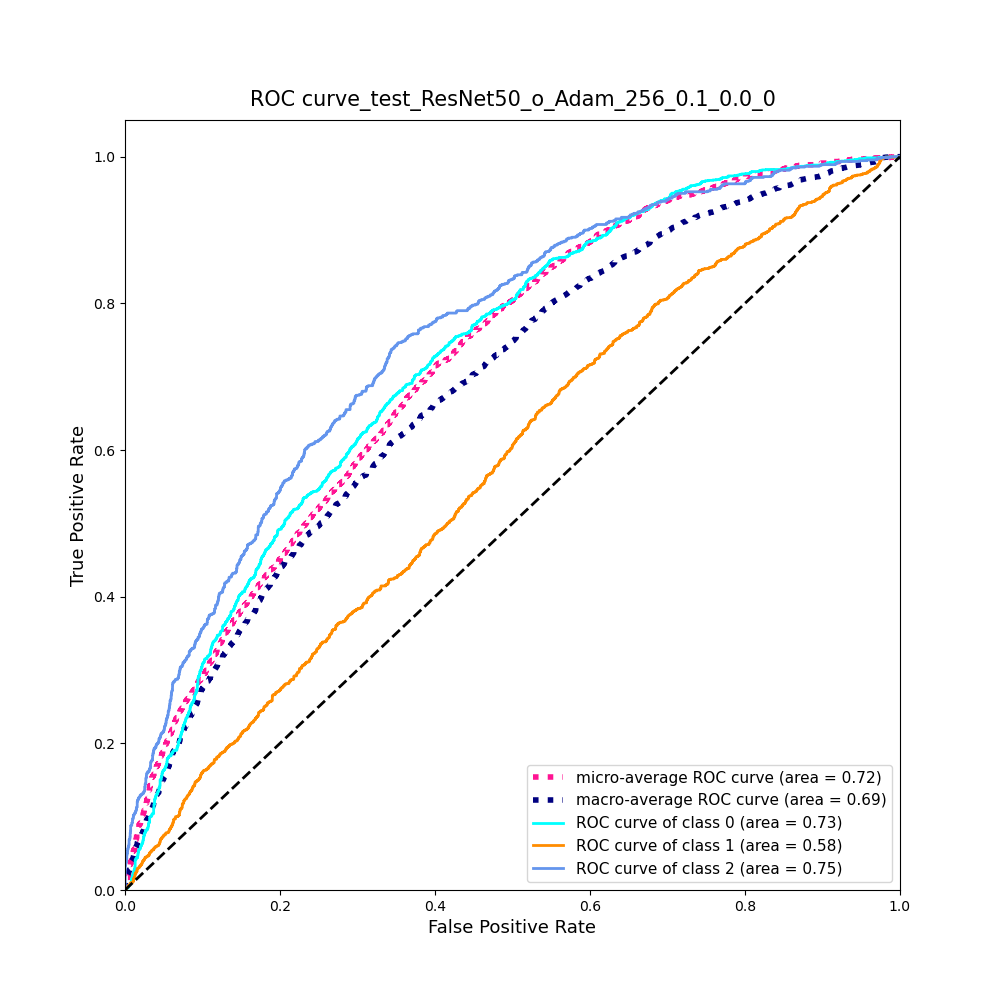 ROC curve_test_ResNet50_o_Adam_256_0.1_0.0_0
1.0
0.8
0.6
0.4
0.2
0.0
True Positive Rate
micro-average ROC curve (area = 0.72)
macro-average ROC curve (area = 0.69)
ROC curve of class 0 (area = 0.73)
ROC curve of class 1 (area = 0.58)
ROC curve of class 2 (area = 0.75)
0.0 0.2 0.4 0.6 0.8 1.0
False Positive Rate